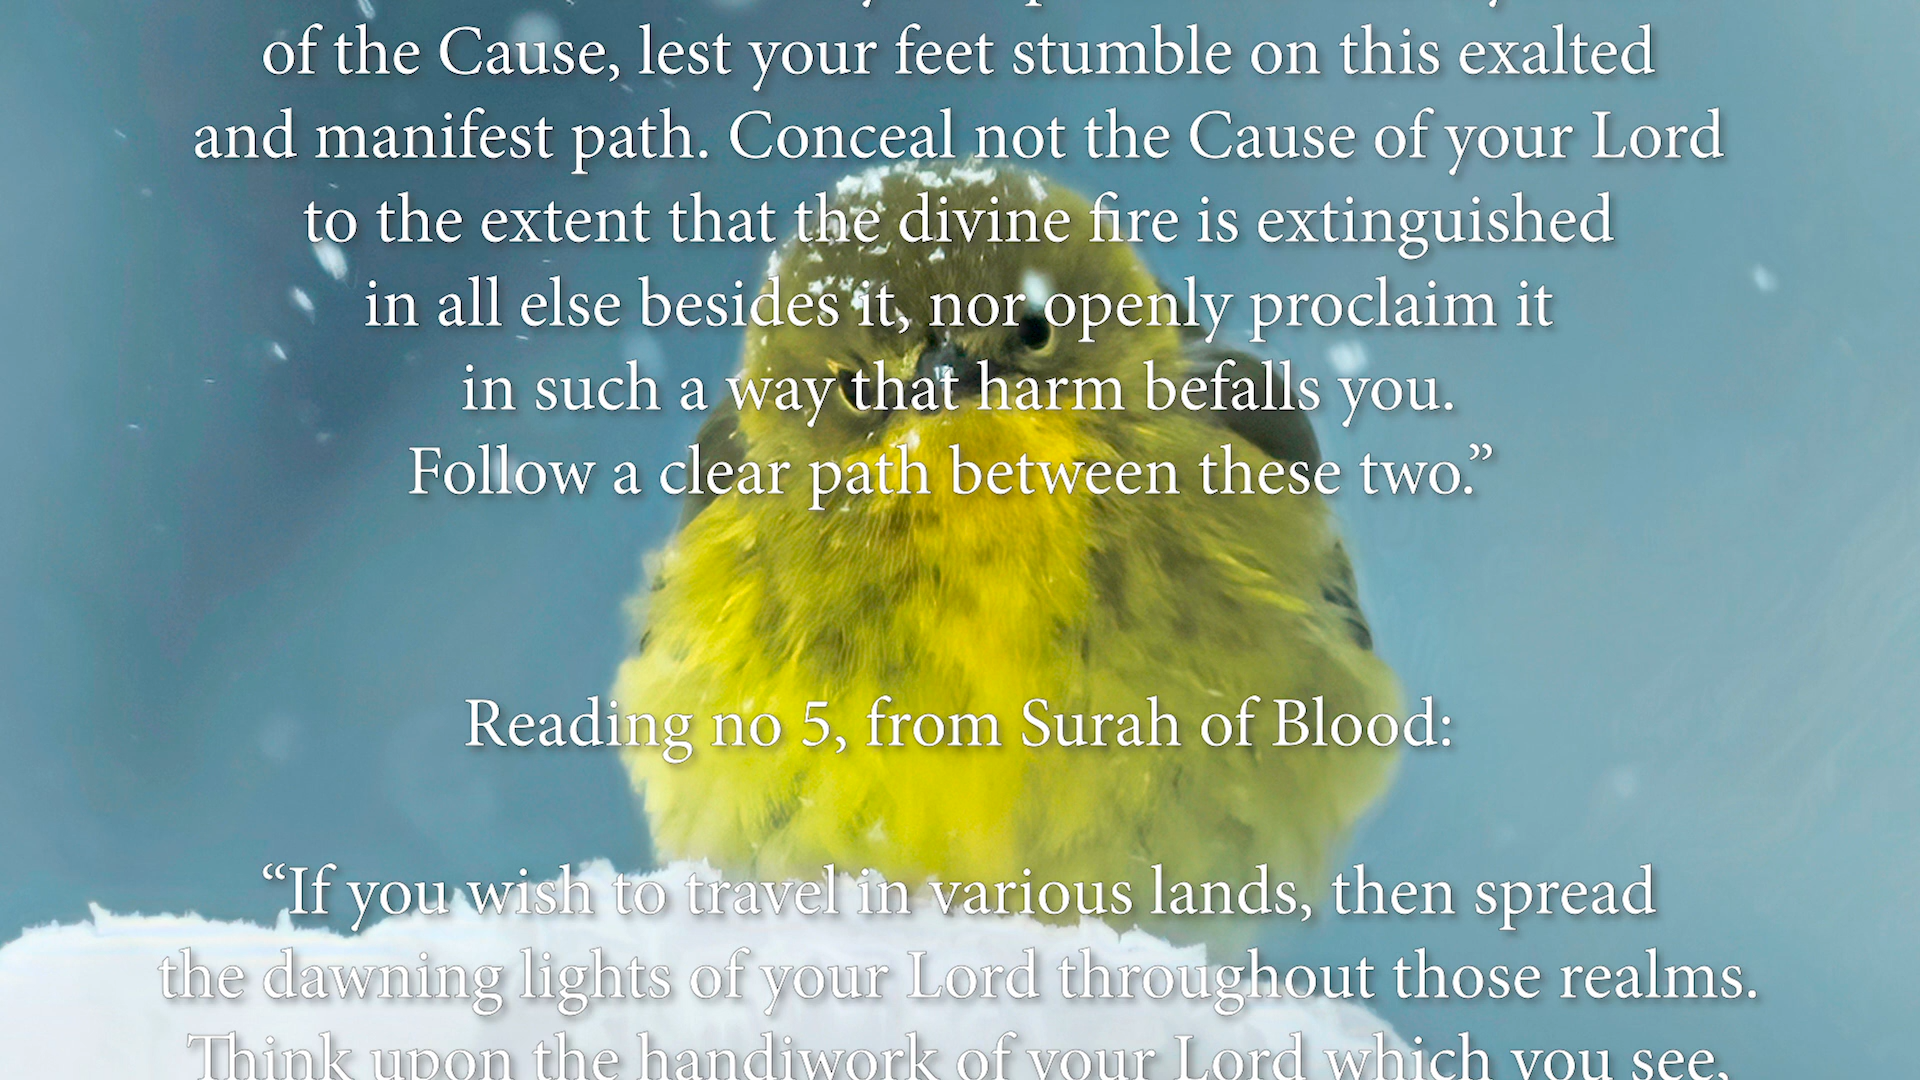 of the Cause, lest your feet stumble on this exalted
and manifest path. Conceal not the Cause of your Lord
to the extent that the divine fire is extinguished
in all else besides it, nor openly proclaim it
in such a way that harm befalls you.
Follow a clear path between these two.”
Reading no 5, from Surah of Blood:
“If you wish to travel in various lands, then spread
the dawning lights of your Lord throughout those realms.
Think upon the handiwork of your Lord which you see,